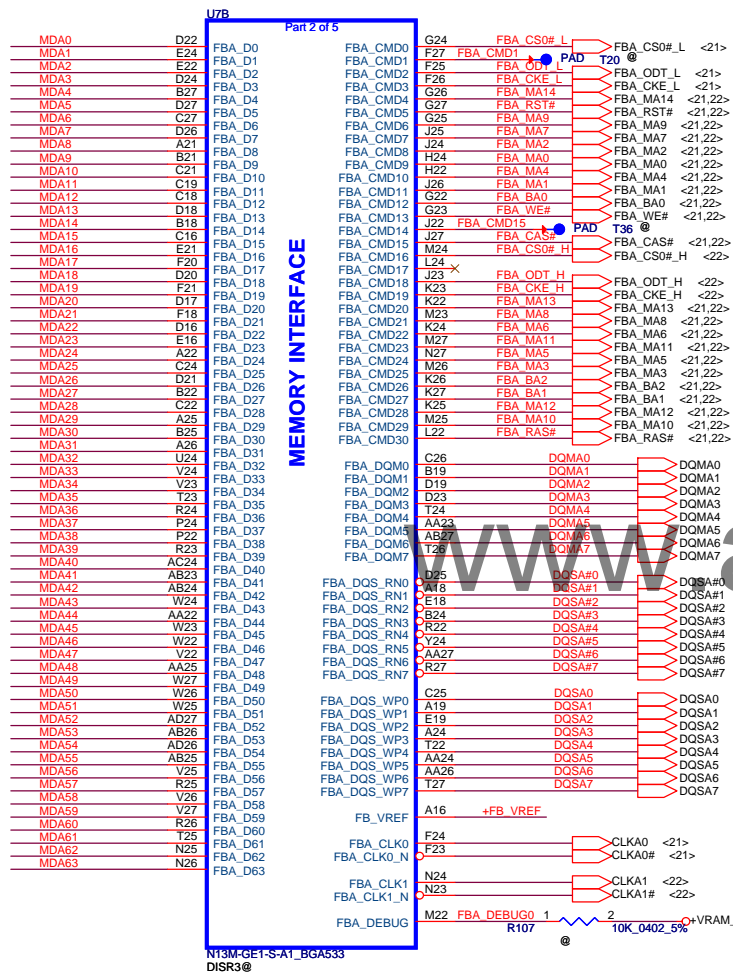 U7B
Part 2 of 5
MEMORY INTERFACE
MDA0 D22 FBA_D0
MDA1 E24 FBA_D1
MDA2 E22 FBA_D2
MDA3 D24 FBA_D3
MDA4 B27 FBA_D4
MDA5 D27 FBA_D5
MDA6 C27 FBA_D6
MDA7 D26 FBA_D7
MDA8 A21 FBA_D8
MDA9 B21 FBA_D9
MDA10 C21 FBA_D10
MDA11 C19 FBA_D11
MDA12 C18 FBA_D12
MDA13 D18 FBA_D13
MDA14 B18 FBA_D14
MDA15 C16 FBA_D15
MDA16 E21 FBA_D16
MDA17 F20 FBA_D17
MDA18 D20 FBA_D18
MDA19 F21 FBA_D19
MDA20 D17 FBA_D20
MDA21 F18 FBA_D21
MDA22 D16 FBA_D22
MDA23 E16 FBA_D23
MDA24 A22 FBA_D24
MDA25 C24 FBA_D25
MDA26 D21 FBA_D26
MDA27 B22 FBA_D27
MDA28 C22 FBA_D28
MDA29 A25 FBA_D29
MDA30 B25 FBA_D30
MDA31 A26 FBA_D31
MDA32 U24 FBA_D32
MDA33 V24 FBA_D33
MDA34 V23 FBA_D34
MDA35 T23 FBA_D35
MDA36 R24 FBA_D36
MDA37 P24 FBA_D37
MDA38 P22 FBA_D38
MDA39 R23 FBA_D39
MDA40 AC24 FBA_D40
MDA41 AB23 FBA_D41
MDA42 AB24 FBA_D42
MDA43 W24 FBA_D43
MDA44 AA22 FBA_D44
MDA45 W23 FBA_D45
MDA46 W22 FBA_D46
MDA47 V22 FBA_D47
MDA48 AA25 FBA_D48
MDA49 W27 FBA_D49
MDA50 W26 FBA_D50
MDA51 W25 FBA_D51
MDA52 AD27 FBA_D52
MDA53 AB26 FBA_D53
MDA54 AD26 FBA_D54
MDA55 AB25 FBA_D55
MDA56 V25 FBA_D56
MDA57 R25 FBA_D57
MDA58 V26 FBA_D58
MDA59 V27 FBA_D59
MDA60 R26 FBA_D60
MDA61 T25 FBA_D61
MDA62 N25 FBA_D62
MDA63 N26 FBA_D63
FBA_CMD0 G24 FBA_CS0#_L FBA_CS0#_L <21>
FBA_CMD1 F27 FBA_CMD1 PAD T20 @
FBA_CMD2 F25 FBA_ODT_L FBA_ODT_L <21>
FBA_CMD3 F26 FBA_CKE_L FBA_CKE_L <21>
FBA_CMD4 G26 FBA_MA14 FBA_MA14 <21,22>
FBA_CMD5 G27 FBA_RST# FBA_RST# <21,22>
FBA_CMD6 G25 FBA_MA9 FBA_MA9 <21,22>
FBA_CMD7 J25 FBA_MA7 FBA_MA7 <21,22>
FBA_CMD8 J24 FBA_MA2 FBA_MA2 <21,22>
FBA_CMD9 H24 FBA_MA0 FBA_MA0 <21,22>
FBA_CMD10 H22 FBA_MA4 FBA_MA4 <21,22>
FBA_CMD11 J26 FBA_MA1 FBA_MA1 <21,22>
FBA_CMD12 G22 FBA_BA0 FBA_BA0 <21,22>
FBA_CMD13 G23 FBA_WE# FBA_WE# <21,22>
FBA_CMD14 J22 FBA_CMD15 PAD T36 @
FBA_CMD15 J27 FBA_CAS# FBA_CAS# <21,22>
FBA_CMD16 M24 FBA_CS0#_H FBA_CS0#_H <22>
FBA_CMD17 L24
FBA_CMD18 J23 FBA_ODT_H FBA_ODT_H <22>
FBA_CMD19 K23 FBA_CKE_H FBA_CKE_H <22>
FBA_CMD20 K22 FBA_MA13 FBA_MA13 <21,22>
FBA_CMD21 M23 FBA_MA8 FBA_MA8 <21,22>
FBA_CMD22 K24 FBA_MA6 FBA_MA6 <21,22>
FBA_CMD23 M27 FBA_MA11 FBA_MA11 <21,22>
FBA_CMD24 N27 FBA_MA5 FBA_MA5 <21,22>
FBA_CMD25 M26 FBA_MA3 FBA_MA3 <21,22>
FBA_CMD26 K26 FBA_BA2 FBA_BA2 <21,22>
FBA_CMD27 K27 FBA_BA1 FBA_BA1 <21,22>
FBA_CMD28 K25 FBA_MA12 FBA_MA12 <21,22>
FBA_CMD29 M25 FBA_MA10 FBA_MA10 <21,22>
FBA_CMD30 L22 FBA_RAS# FBA_RAS# <21,22>
FBA_DQM0 C26 DQMA0 DQMA0
FBA_DQM1 B19 DQMA1 DQMA1
FBA_DQM2 D19 DQMA2 DQMA2
FBA_DQM3 D23 DQMA3 DQMA3
FBA_DQM4 T24 DQMA4 DQMA4
FBA_DQM5 AA23 DQMA5 DQMA5
FBA_DQM6 AB27 DQMA6 DQMA6
FBA_DQM7 T26 DQMA7 DQMA7
FBA_DQS_RN0 D25 DQSA#0 DQSA#0
FBA_DQS_RN1 A18 DQSA#1 DQSA#1
FBA_DQS_RN2 E18 DQSA#2 DQSA#2
FBA_DQS_RN3 B24 DQSA#3 DQSA#3
FBA_DQS_RN4 R22 DQSA#4 DQSA#4
FBA_DQS_RN5 Y24 DQSA#5 DQSA#5
FBA_DQS_RN6 AA27 DQSA#6 DQSA#6
FBA_DQS_RN7 R27 DQSA#7 DQSA#7
FBA_DQS_WP0 C25 DQSA0 DQSA0
FBA_DQS_WP1 A19 DQSA1 DQSA1
FBA_DQS_WP2 E19 DQSA2 DQSA2
FBA_DQS_WP3 A24 DQSA3 DQSA3
FBA_DQS_WP4 T22 DQSA4 DQSA4
FBA_DQS_WP5 AA24 DQSA5 DQSA5
FBA_DQS_WP6 AA26 DQSA6 DQSA6
FBA_DQS_WP7 T27 DQSA7 DQSA7
FB_VREF A16 +FB_VREF
FBA_CLK0 F24 CLKA0 <21>
FBA_CLK0_N F23 CLKA0# <21>
FBA_CLK1 N24 CLKA1 <22>
FBA_CLK1_N N23 CLKA1# <22>
FBA_DEBUG M22 FBA_DEBUG0 1 2 +VRAM_
R107 10K_0402_5%
@
www.a
N13M-GE1-S-A1_BGA533
DISR3@